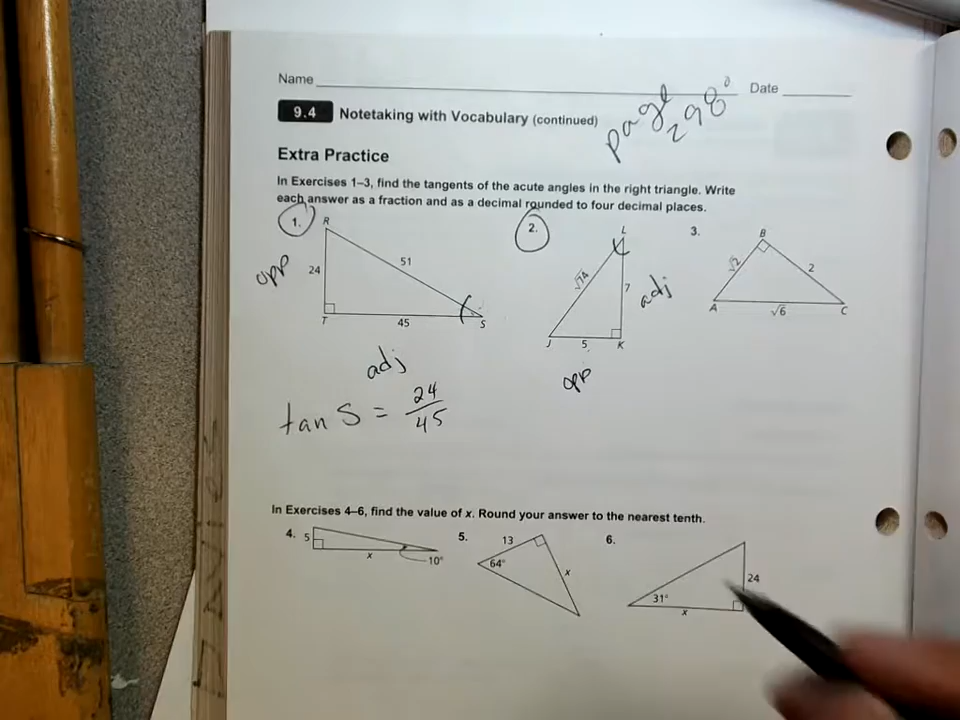 Name Date
page 298
9.4 Notetaking with Vocabulary (continued)
Extra Practice
In Exercises 1–3, find the tangents of the acute angles in the right triangle. Write
each answer as a fraction and as a decimal rounded to four decimal places.
1. R 24 51 T 45 S
opp
adj
2. L √74 7 J 5 K
adj
opp
3. B √2 2 A √6 C
tan S = 24/45
In Exercises 4–6, find the value of x. Round your answer to the nearest tenth.
4. 5 x 10°
5. 13 64° x
6. 24 31° x